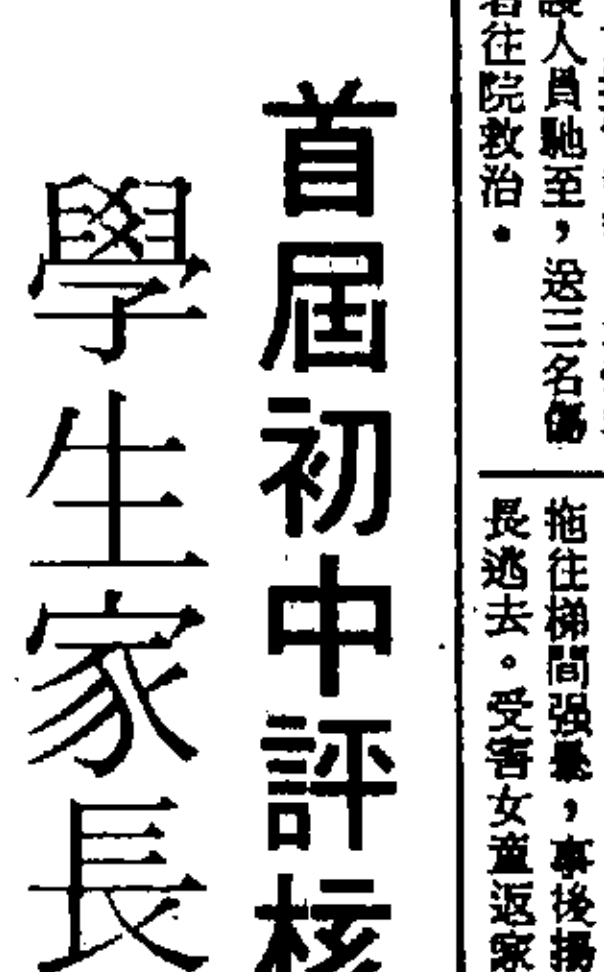 護人員馳至，送三名傷
者往院救治。
拖往梯間强暴，事後揚
長逃去。受害女童返家
首屆初中評核
學生家長